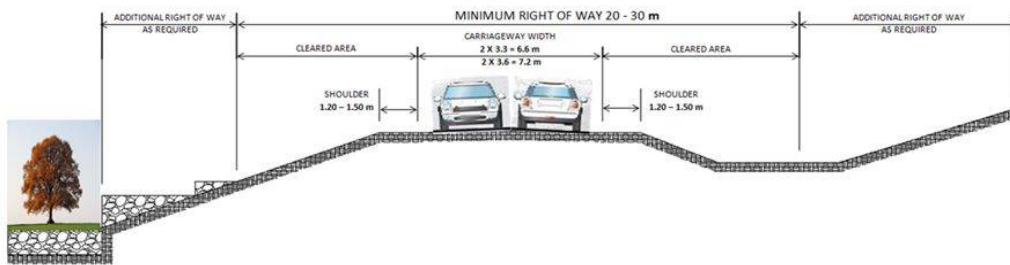 ADDITIONAL RIGHT OF WAY
AS REQUIRED
MINIMUM RIGHT OF WAY 20 - 30 m
ADDITIONAL RIGHT OF WAY
AS REQUIRED
CLEARED AREA
CARRIAGEWAY WIDTH
2 X 3.3 = 6.6 m
2 X 3.6 = 7.2 m
CLEARED AREA
SHOULDER
1.20 – 1.50 m
SHOULDER
1.20 – 1.50 m